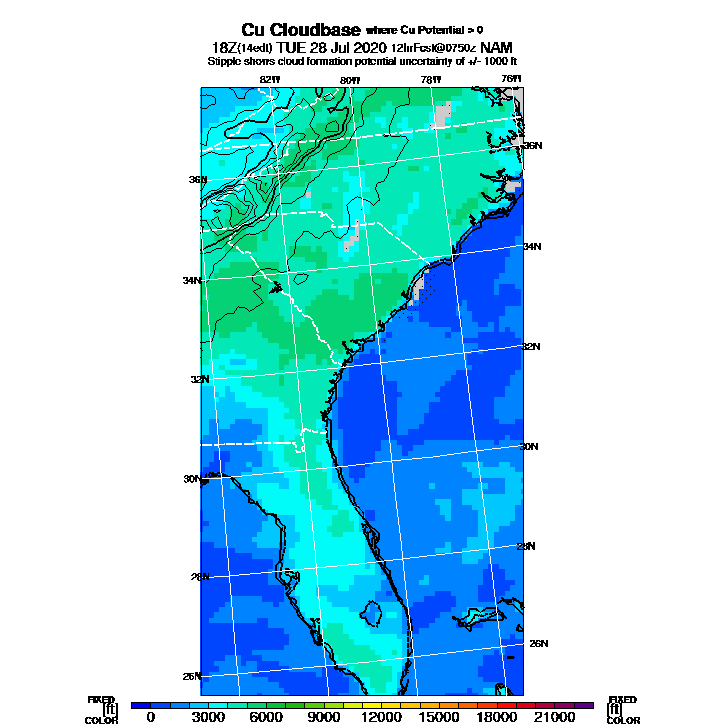 Cu Cloudbase where Cu Potential > 0
18Z(14edt) TUE 28 Jul 2020 12hrFcst@0750z NAM
Stipple shows cloud formation potential uncertainty of +/- 1000 ft
82W 80W 78W 76W
36N
36N
34N
34N
32N
32N
30N
30N
28N
28N
26N
26N
FIXED FIXED
[ft] [ft]
COLOR 0 3000 6000 9000 12000 15000 18000 21000 COLOR